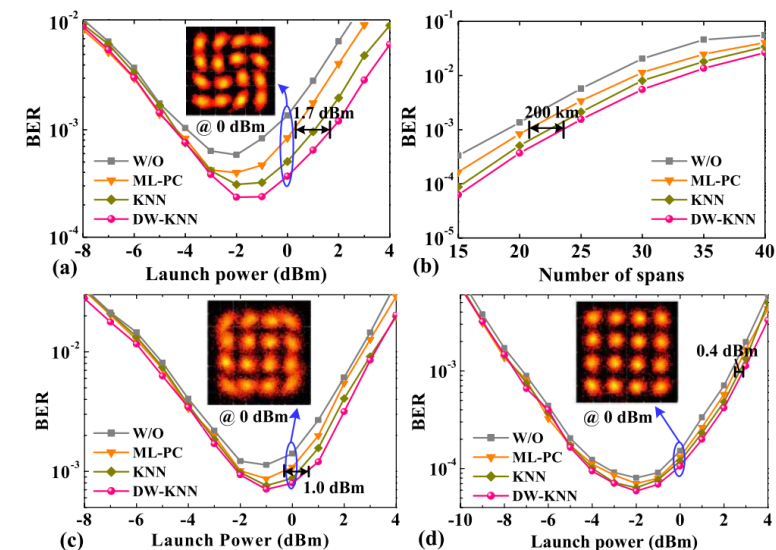 10⁻¹
10⁻²
10⁻³
10⁻⁴
BER
@ 0 dBm
1.7 dBm
W/O
ML-PC
KNN
DW-KNN
-8 -6 -4 -2 0 2 4
(a) Launch power (dBm)
10⁻¹
10⁻²
10⁻³
10⁻⁴
10⁻⁵
BER
200 km
W/O
ML-PC
KNN
DW-KNN
15 20 25 30 35 40
(b) Number of spans
10⁻²
10⁻³
BER
@ 0 dBm
1.0 dBm
W/O
ML-PC
KNN
DW-KNN
-8 -6 -4 -2 0 2 4
(c) Launch Power (dBm)
10⁻³
10⁻⁴
BER
@ 0 dBm
0.4 dBm
W/O
ML-PC
KNN
DW-KNN
-10 -8 -6 -4 -2 0 2 4
(d) Launch power (dBm)